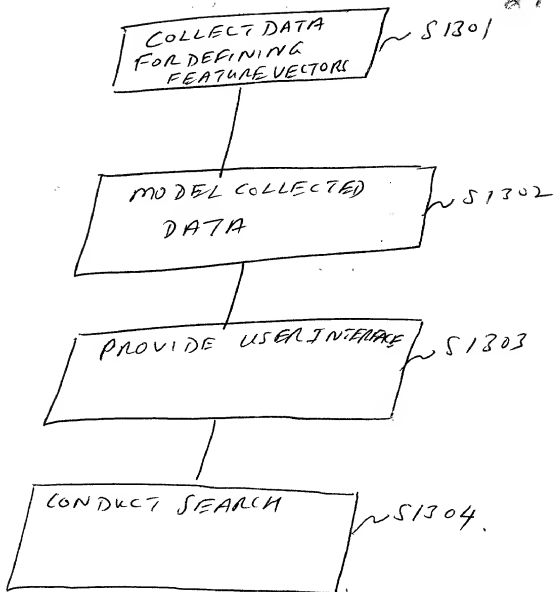 COLLECT DATA
FOR DEFINING
FEATURE VECTORS
S1301
MODEL COLLECTED
DATA
S1302
PROVIDE USER INTERFACE
S1303
CONDUCT SEARCH
S1304.